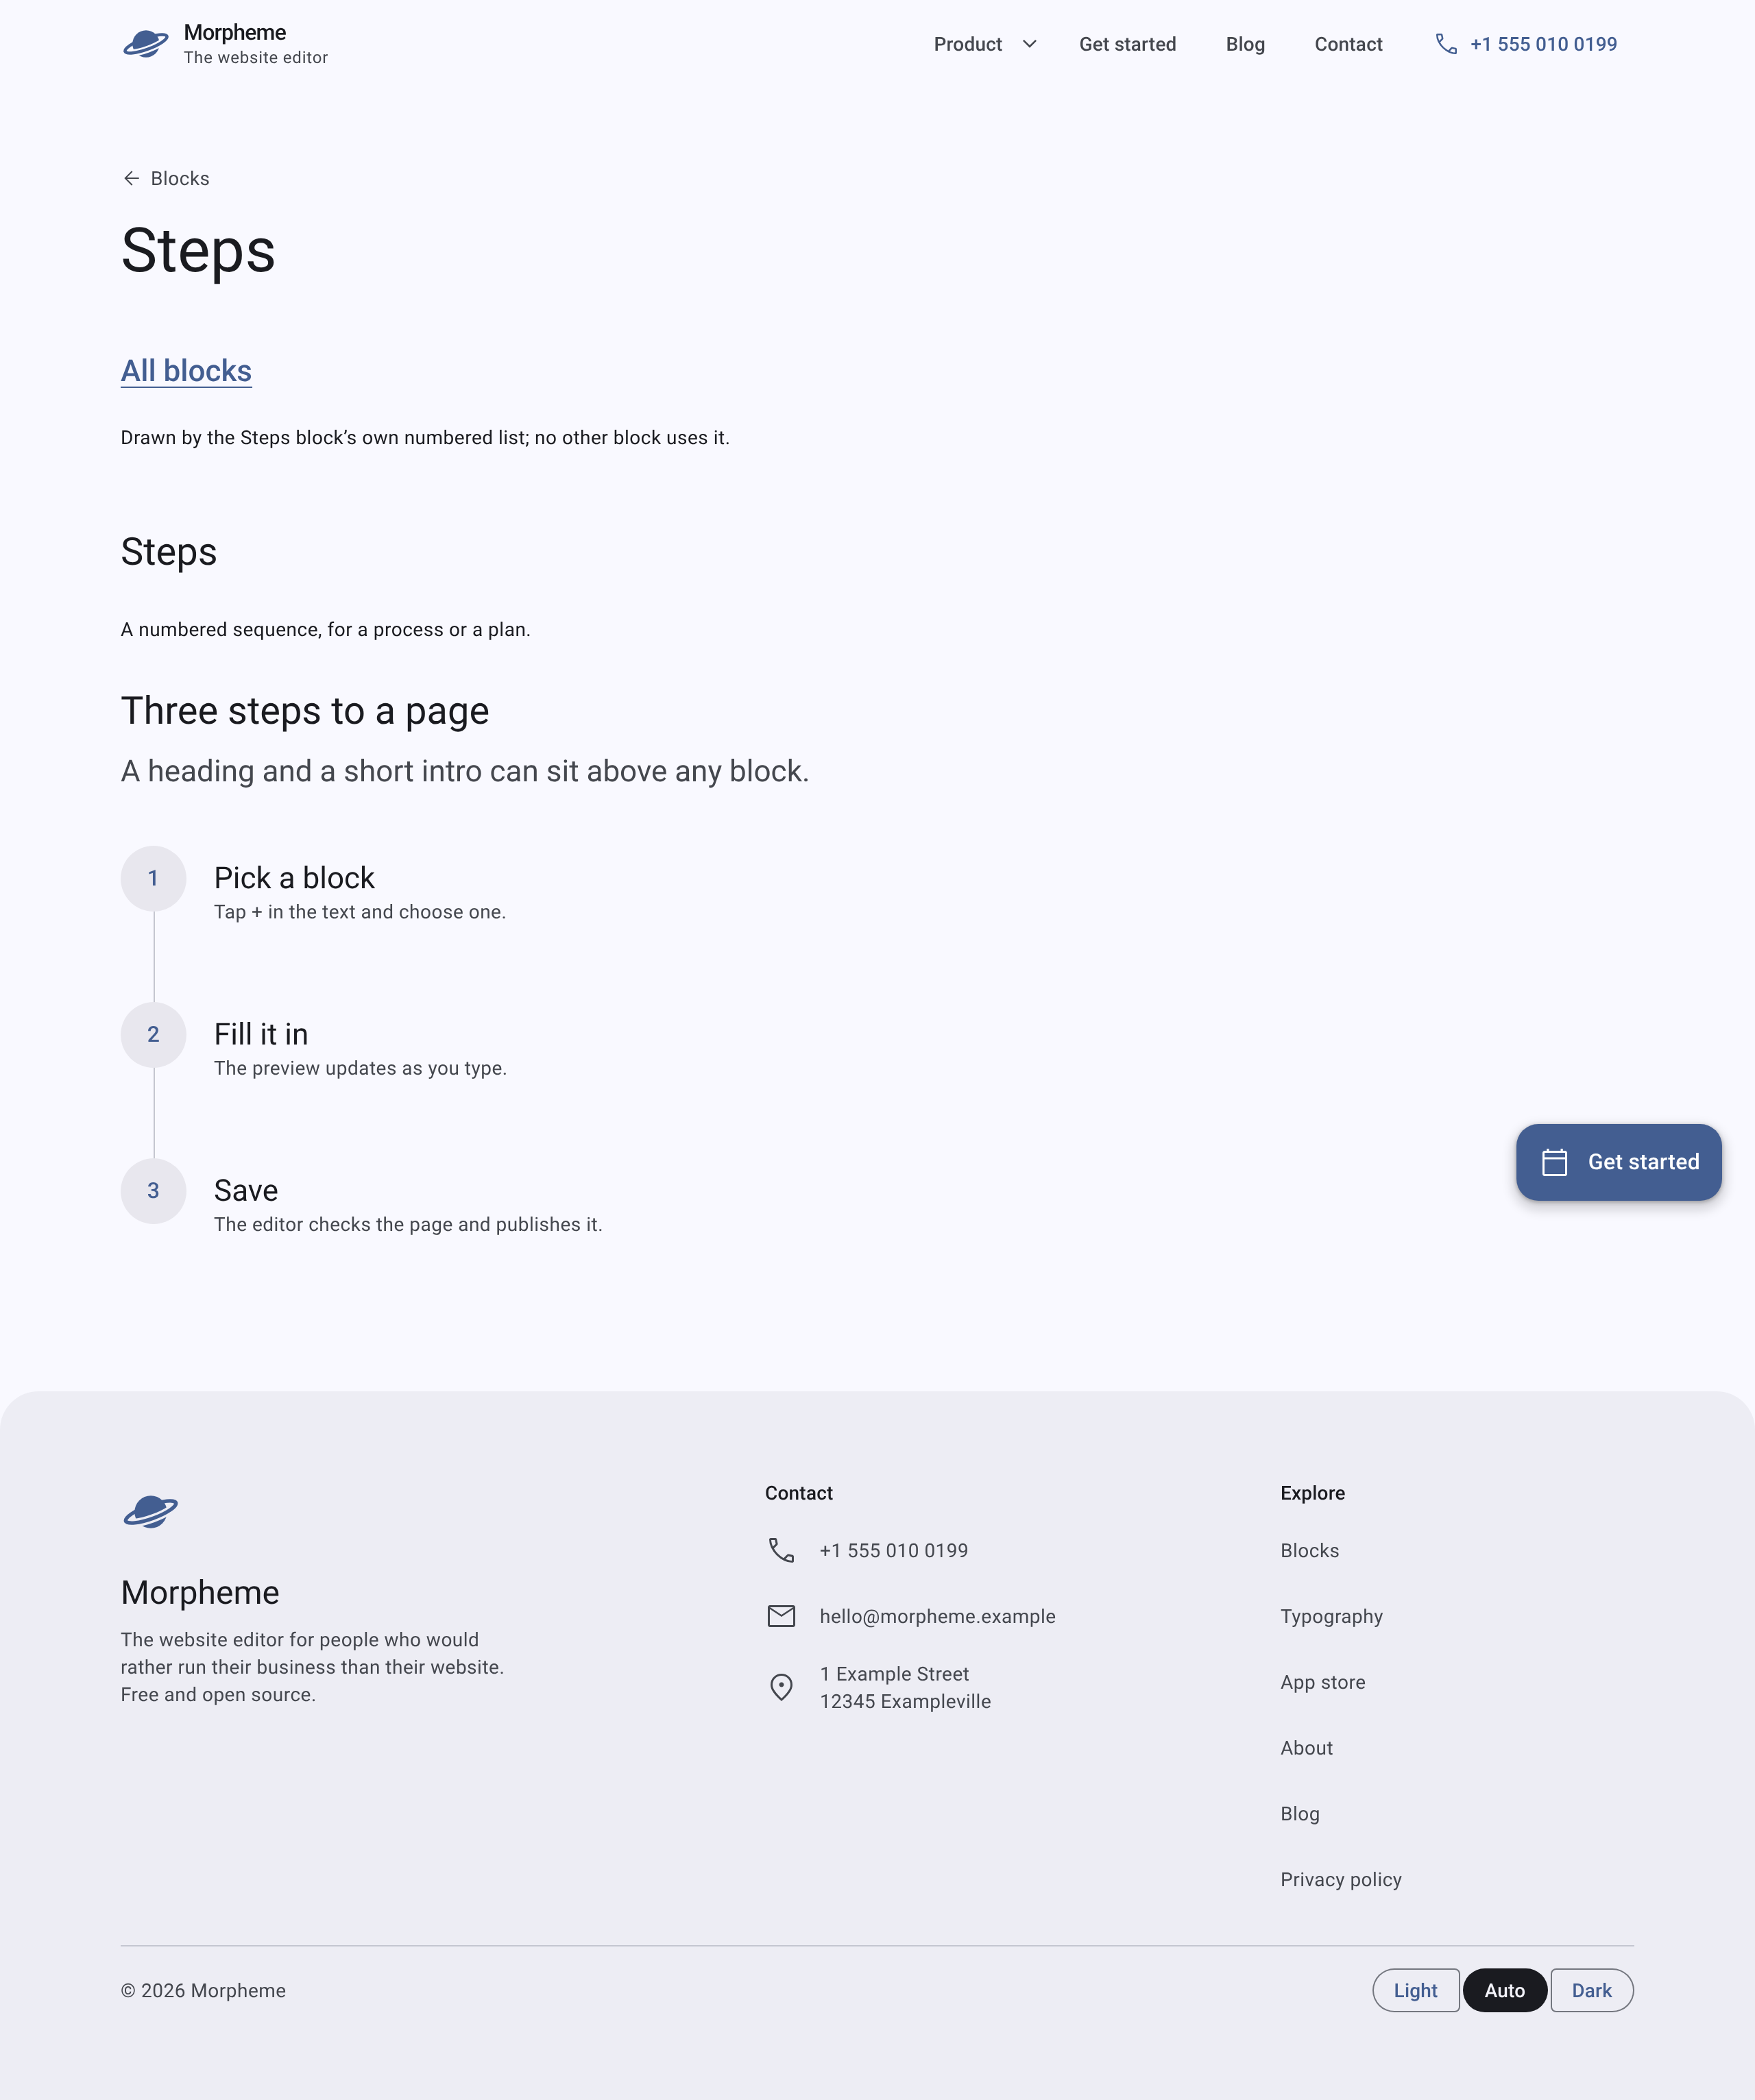 Morpheme
The website editor
Product
Get started
Blog
Contact
+1 555 010 0199
Blocks
Steps
All blocks
Drawn by the Steps block’s own numbered list; no other block uses it.
Steps
A numbered sequence, for a process or a plan.
Three steps to a page
A heading and a short intro can sit above any block.
1
Pick a block
Tap + in the text and choose one.
2
Fill it in
The preview updates as you type.
3
Save
The editor checks the page and publishes it.
Get started
Morpheme
The website editor for people who would
rather run their business than their website.
Free and open source.
Contact
+1 555 010 0199
hello@morpheme.example
1 Example Street
12345 Exampleville
Explore
Blocks
Typography
App store
About
Blog
Privacy policy
© 2026 Morpheme
Light
Auto
Dark